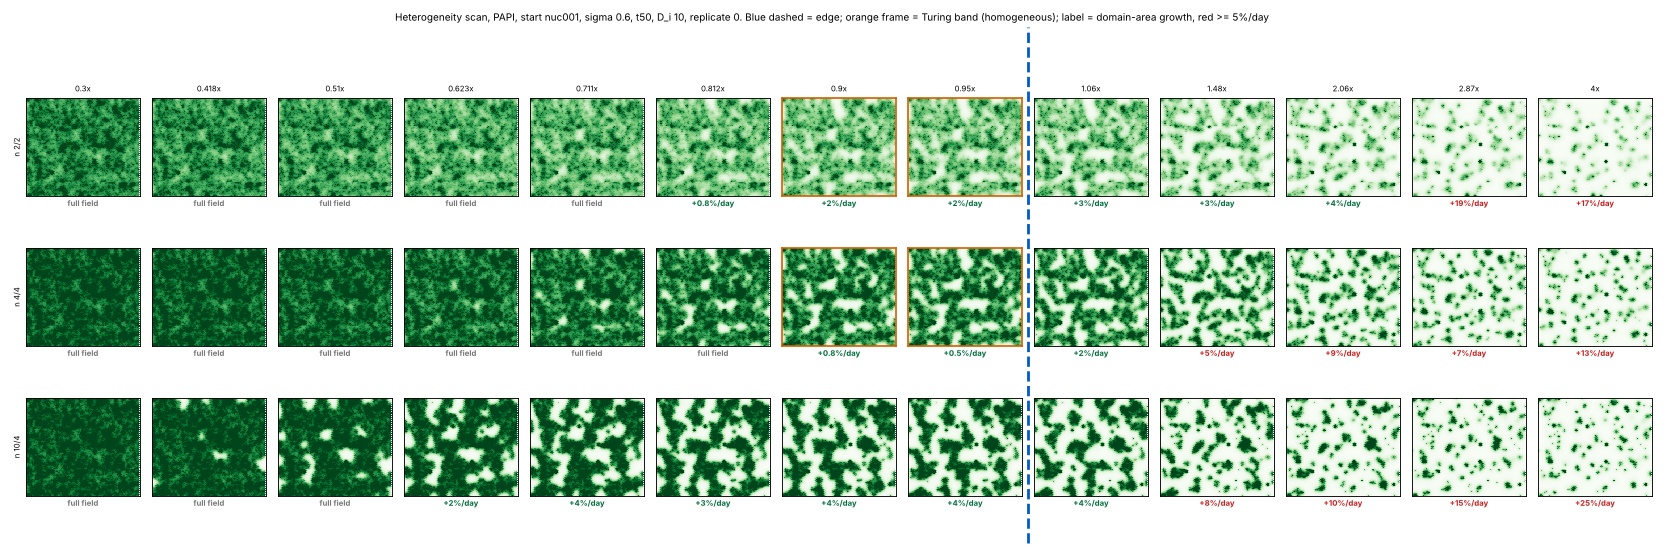 Heterogeneity scan, PAPI, start nuc001, sigma 0.6, t50, D_i 10, replicate 0. Blue dashed = edge; orange frame = Turing band (homogeneous); label = domain-area growth, red >= 5%/day
0.3x 0.418x 0.51x 0.623x 0.711x 0.812x 0.9x 0.95x 1.06x 1.48x 2.06x 2.87x 4x
n 2/2
full field full field full field full field full field +0.8%/day +2%/day +2%/day +3%/day +3%/day +4%/day +19%/day +17%/day
n 4/4
full field full field full field full field full field full field +0.8%/day +0.5%/day +2%/day +5%/day +9%/day +7%/day +13%/day
n 10/4
full field full field full field +2%/day +4%/day +3%/day +4%/day +4%/day +4%/day +8%/day +10%/day +15%/day +25%/day